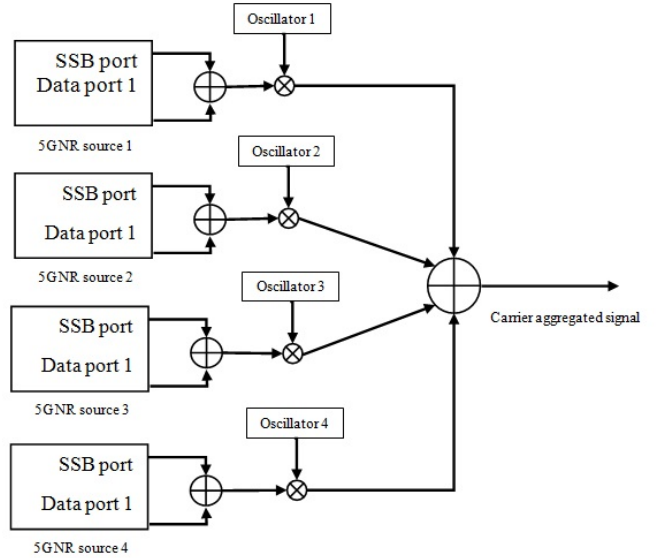 Oscillator 1
SSB port
Data port 1
5GNR source 1
Oscillator 2
SSB port
Data port 1
5GNR source 2
Oscillator 3
SSB port
Data port 1
5GNR source 3
Carrier aggregated signal
Oscillator 4
SSB port
Data port 1
5GNR source 4